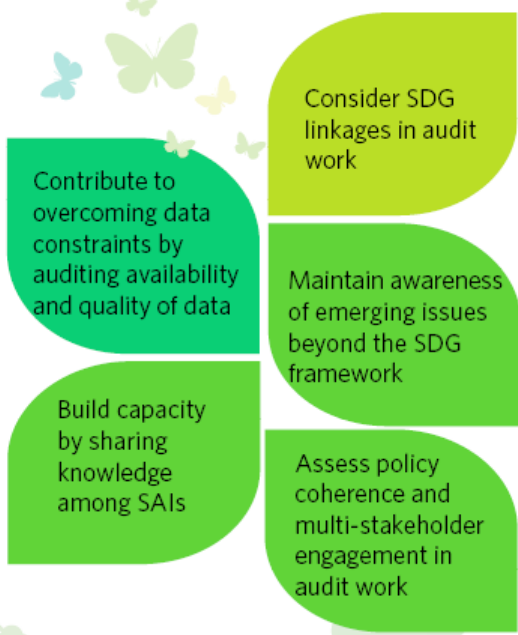 Consider SDG
linkages in audit
work
Contribute to
overcoming data
constraints by
auditing availability
and quality of data
Maintain awareness
of emerging issues
beyond the SDG
framework
Build capacity
by sharing
knowledge
among SAIs
Assess policy
coherence and
multi-stakeholder
engagement in
audit work